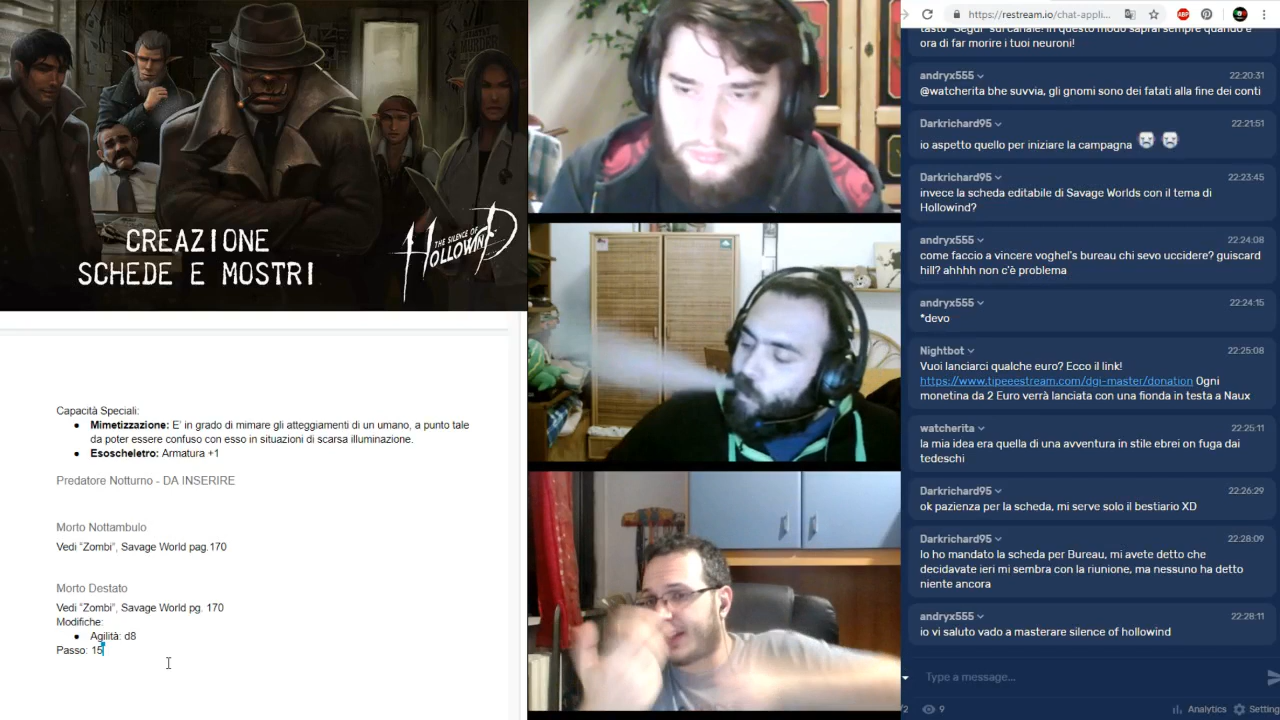 CREAZIONE
SCHEDE E MOSTRI
THE SILENCE OF
HOLLOWIND
Capacità Speciali:
● Mimetizzazione: E' in grado di mimare gli atteggiamenti di un umano, a punto tale
da poter essere confuso con esso in situazioni di scarsa illuminazione.
● Esoscheletro: Armatura +1
Predatore Notturno - DA INSERIRE
Morto Nottambulo
Vedi “Zombi”, Savage World pag.170
Morto Destato
Vedi “Zombi”, Savage World pg. 170
Modifiche:
● Agilità: d8
Passo: 15
https://restream.io/chat-appli...
ABP
tasto "Segui" sul canale! In questo modo saprai sempre quando è
ora di far morire i tuoi neuroni!
andryx555 22:20:31
@watcherita bhe suvvia, gli gnomi sono dei fatati alla fine dei conti
Darkrichard95 22:21:51
io aspetto quello per iniziare la campagna
Darkrichard95 22:23:45
invece la scheda editabile di Savage Worlds con il tema di
Hollowind?
andryx555 22:24:08
come faccio a vincere voghel's bureau chi sevo uccidere? guiscard
hill? ahhhh non c'è problema
andryx555 22:24:15
*devo
Nightbot 22:25:08
Vuoi lanciarci qualche euro? Ecco il link!
https://www.tipeeestream.com/dgi-master/donation Ogni
monetina da 2 Euro verrà lanciata con una fionda in testa a Naux
watcherita 22:25:11
la mia idea era quella di una avventura in stile ebrei on fuga dai
tedeschi
Darkrichard95 22:26:29
ok pazienza per la scheda, mi serve solo il bestiario XD
Darkrichard95 22:28:09
Io ho mandato la scheda per Bureau, mi avete detto che
decidavate ieri mi sembra con la riunione, ma nessuno ha detto
niente ancora
andryx555 22:28:11
io vi saluto vado a masterare silence of hollowind
Type a message...
/2 9 Analytics Setting